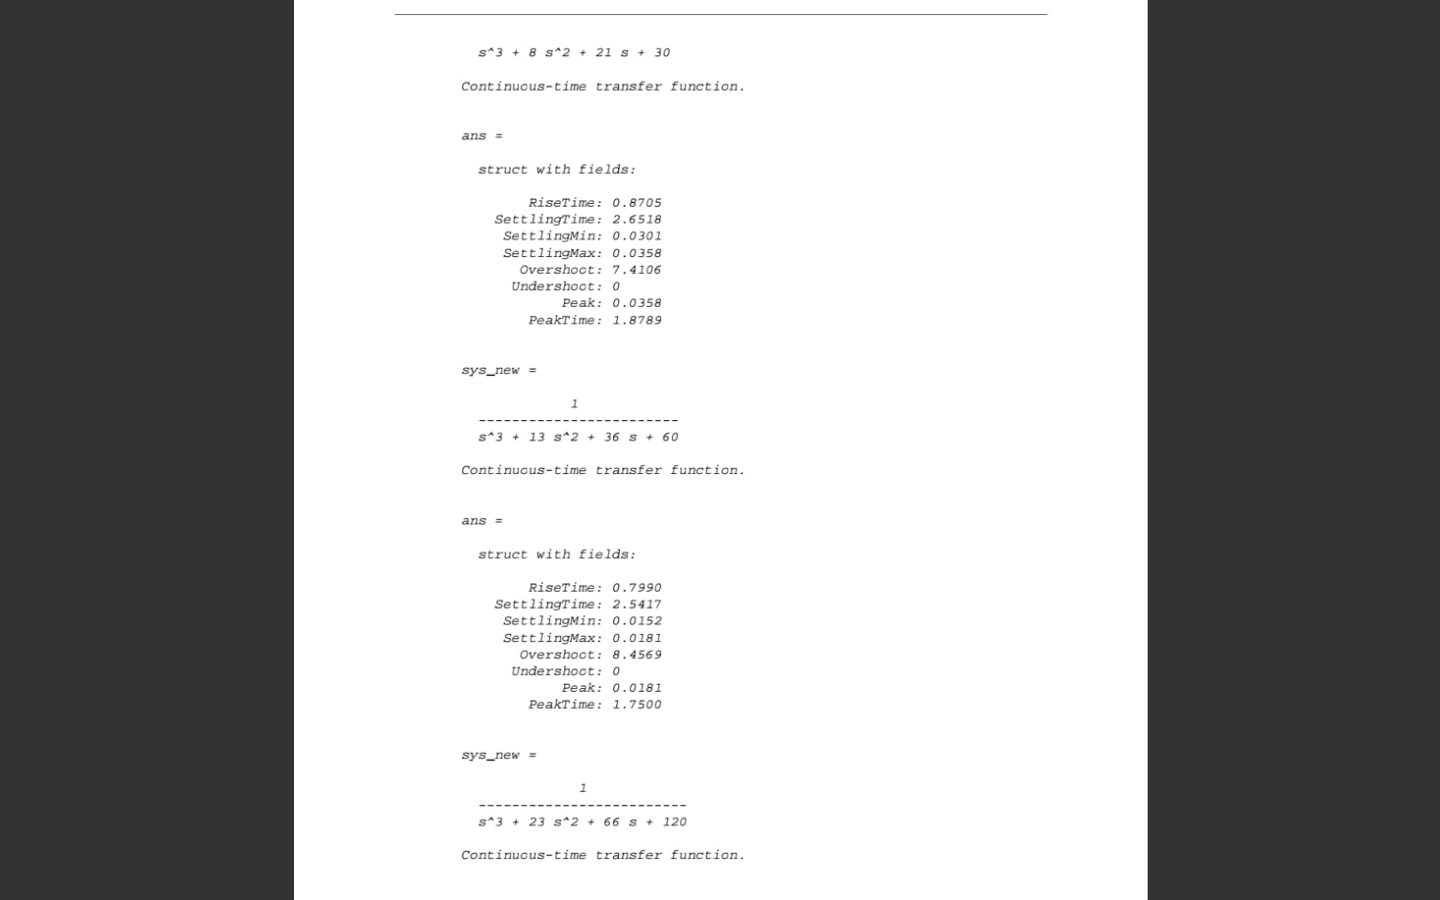 s^3 + 8 s^2 + 21 s + 30
Continuous-time transfer function.
ans =
struct with fields:
RiseTime: 0.8705
SettlingTime: 2.6518
SettlingMin: 0.0301
SettlingMax: 0.0358
Overshoot: 7.4106
Undershoot: 0
Peak: 0.0358
PeakTime: 1.8789
sys_new =
1
------------------------
s^3 + 13 s^2 + 36 s + 60
Continuous-time transfer function.
ans =
struct with fields:
RiseTime: 0.7990
SettlingTime: 2.5417
SettlingMin: 0.0152
SettlingMax: 0.0181
Overshoot: 8.4569
Undershoot: 0
Peak: 0.0181
PeakTime: 1.7500
sys_new =
1
-------------------------
s^3 + 23 s^2 + 66 s + 120
Continuous-time transfer function.